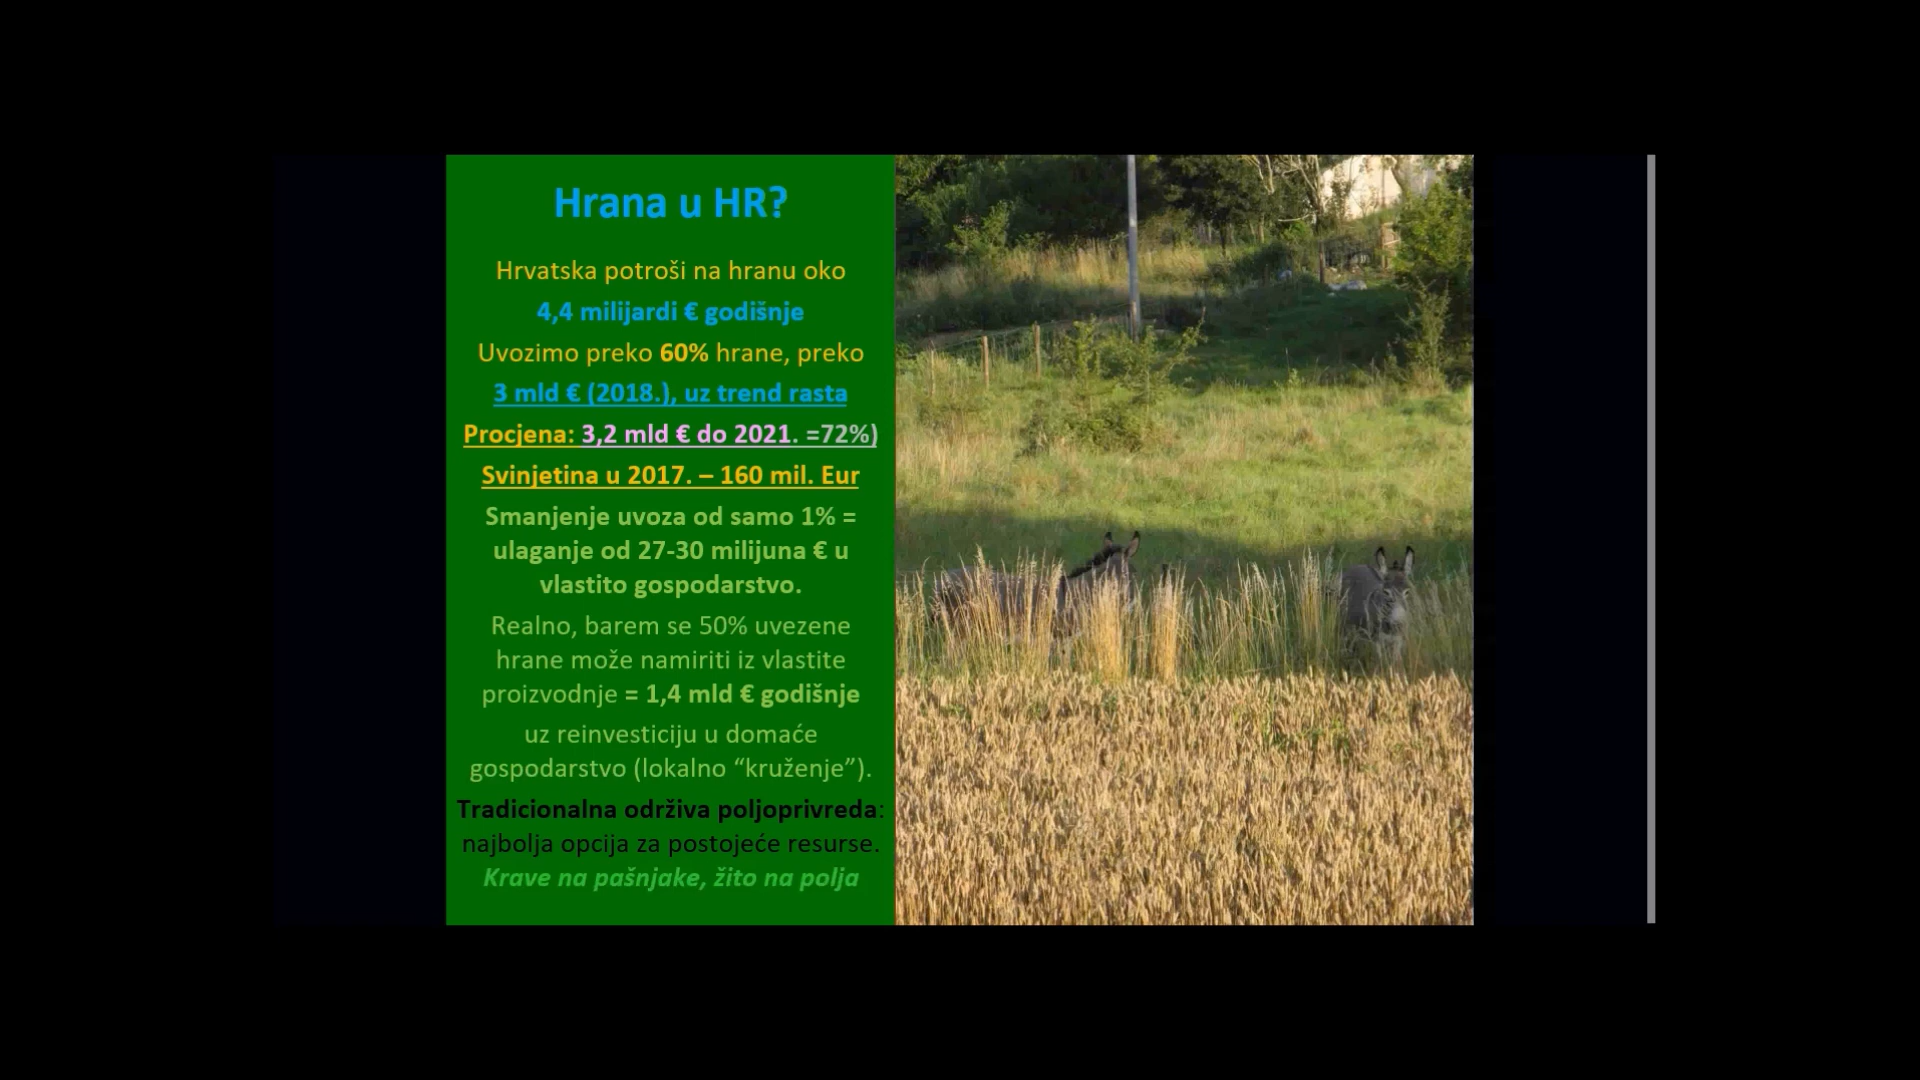 Hrana u HR?
Hrvatska potroši na hranu oko
4,4 milijardi € godišnje
Uvozimo preko 60% hrane, preko
3 mld € (2018.), uz trend rasta
Procjena: 3,2 mld € do 2021. =72%)
Svinjetina u 2017. – 160 mil. Eur
Smanjenje uvoza od samo 1% =
ulaganje od 27-30 milijuna € u
vlastito gospodarstvo.
Realno, barem se 50% uvezene
hrane može namiriti iz vlastite
proizvodnje = 1,4 mld € godišnje
uz reinvesticiju u domaće
gospodarstvo (lokalno “kruženje”).
Tradicionalna održiva poljoprivreda:
najbolja opcija za postojeće resurse.
Krave na pašnjake, žito na polja